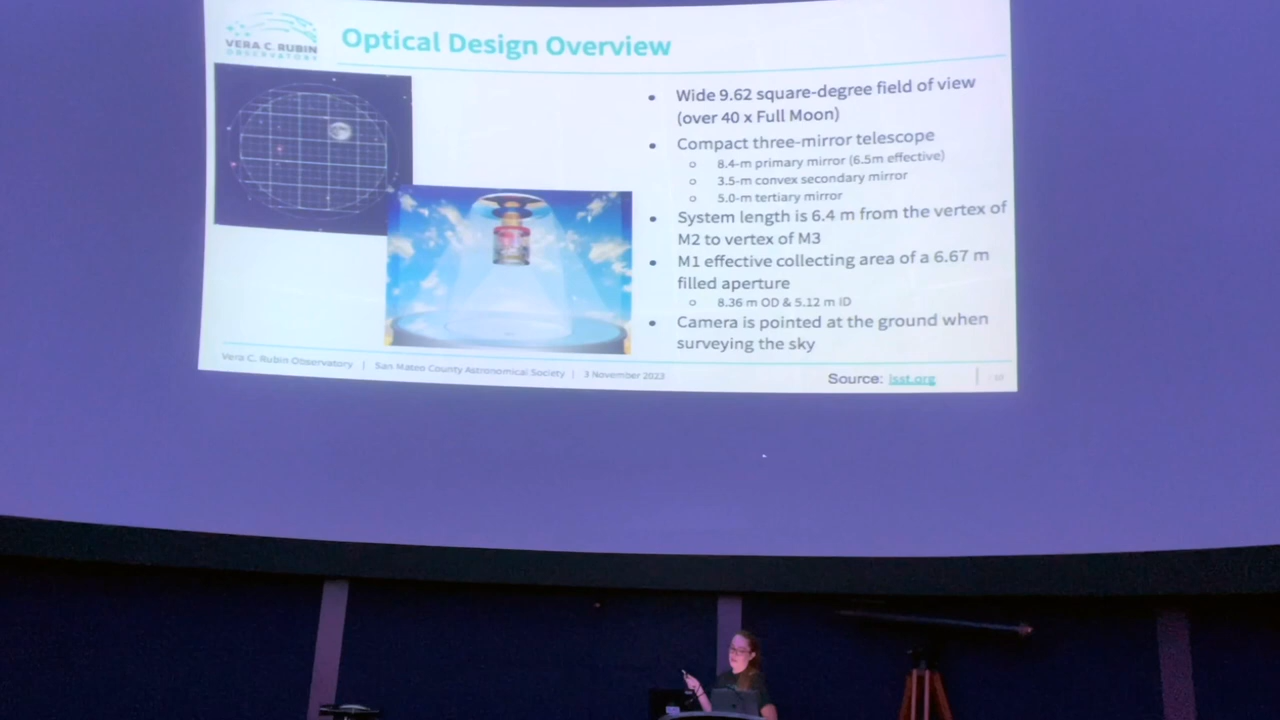 VERA C. RUBIN
OBSERVATORY
Optical Design Overview
• Wide 9.62 square-degree field of view
(over 40 x Full Moon)
• Compact three-mirror telescope
○ 8.4-m primary mirror (6.5m effective)
○ 3.5-m convex secondary mirror
○ 5.0-m tertiary mirror
• System length is 6.4 m from the vertex of
M2 to vertex of M3
• M1 effective collecting area of a 6.67 m
filled aperture
○ 8.36 m OD & 5.12 m ID
• Camera is pointed at the ground when
surveying the sky
Vera C. Rubin Observatory | San Mateo County Astronomical Society | 3 November 2023
Source: lsst.org